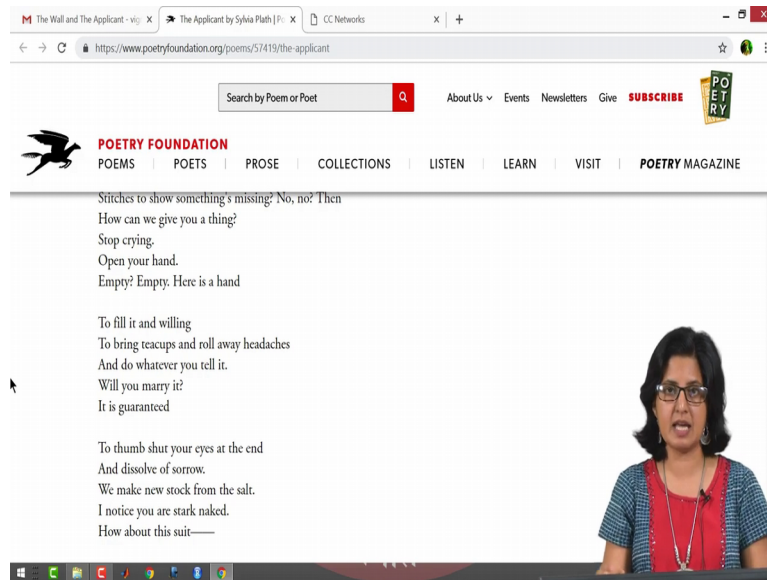 The Wall and The Applicant - vig x
The Applicant by Sylvia Plath | Po x
CC Networks x
https://www.poetryfoundation.org/poems/57419/the-applicant
Search by Poem or Poet
About Us Events Newsletters Give SUBSCRIBE
PO
ET
RY
POETRY FOUNDATION
POEMS POETS PROSE COLLECTIONS LISTEN LEARN VISIT POETRY MAGAZINE
Stitches to show something's missing? No, no? Then
How can we give you a thing?
Stop crying.
Open your hand.
Empty? Empty. Here is a hand
To fill it and willing
To bring teacups and roll away headaches
And do whatever you tell it.
Will you marry it?
It is guaranteed
To thumb shut your eyes at the end
And dissolve of sorrow.
We make new stock from the salt.
I notice you are stark naked.
How about this suit——